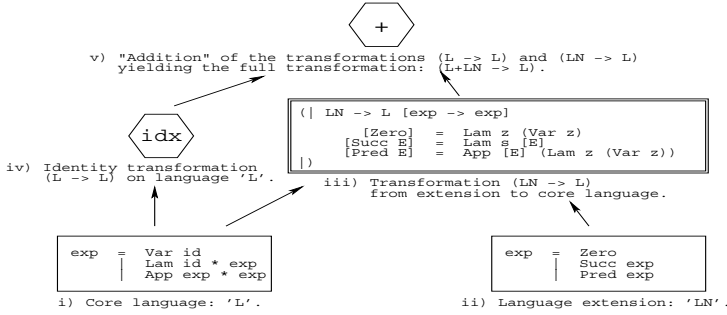 +
v) "Addition" of the transformations (L -> L) and (LN -> L)
yielding the full transformation: (L+LN -> L).
(| LN -> L [exp -> exp]
[Zero] = Lam z (Var z)
[Succ E] = Lam s [E]
[Pred E] = App [E] (Lam z (Var z))
|)
idx
iv) Identity transformation
(L -> L) on language 'L'.
iii) Transformation (LN -> L)
from extension to core language.
exp = Var id
| Lam id * exp
| App exp * exp
i) Core language: 'L'.
exp = Zero
| Succ exp
| Pred exp
ii) Language extension: 'LN'.